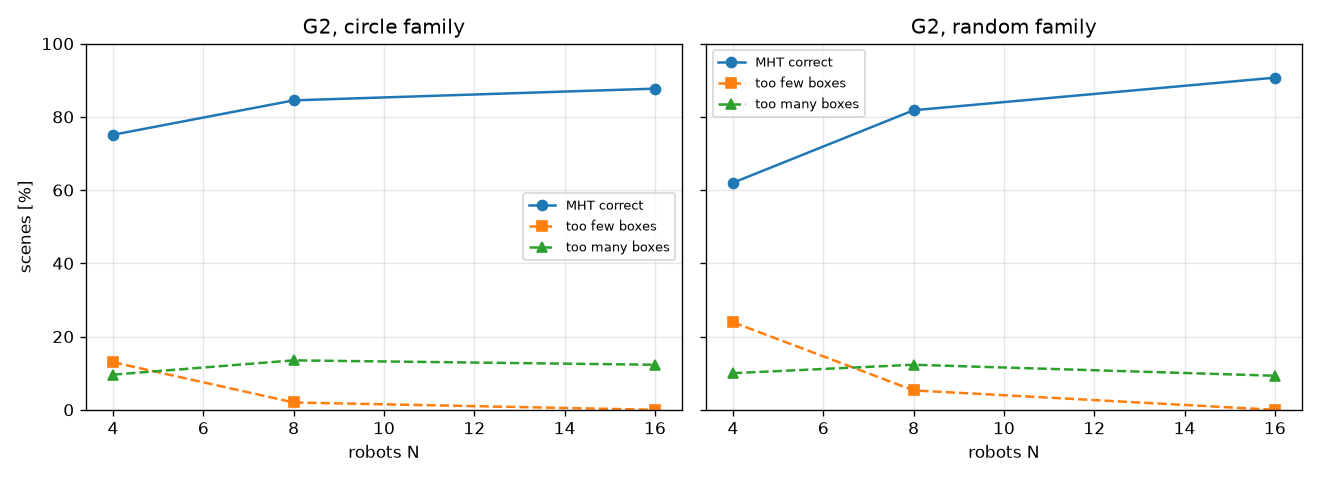 G2, circle family
G2, random family
scenes [%]
100
80
60
40
20
0
MHT correct
too few boxes
too many boxes
4 6 8 10 12 14 16
robots N
MHT correct
too few boxes
too many boxes
4 6 8 10 12 14 16
robots N